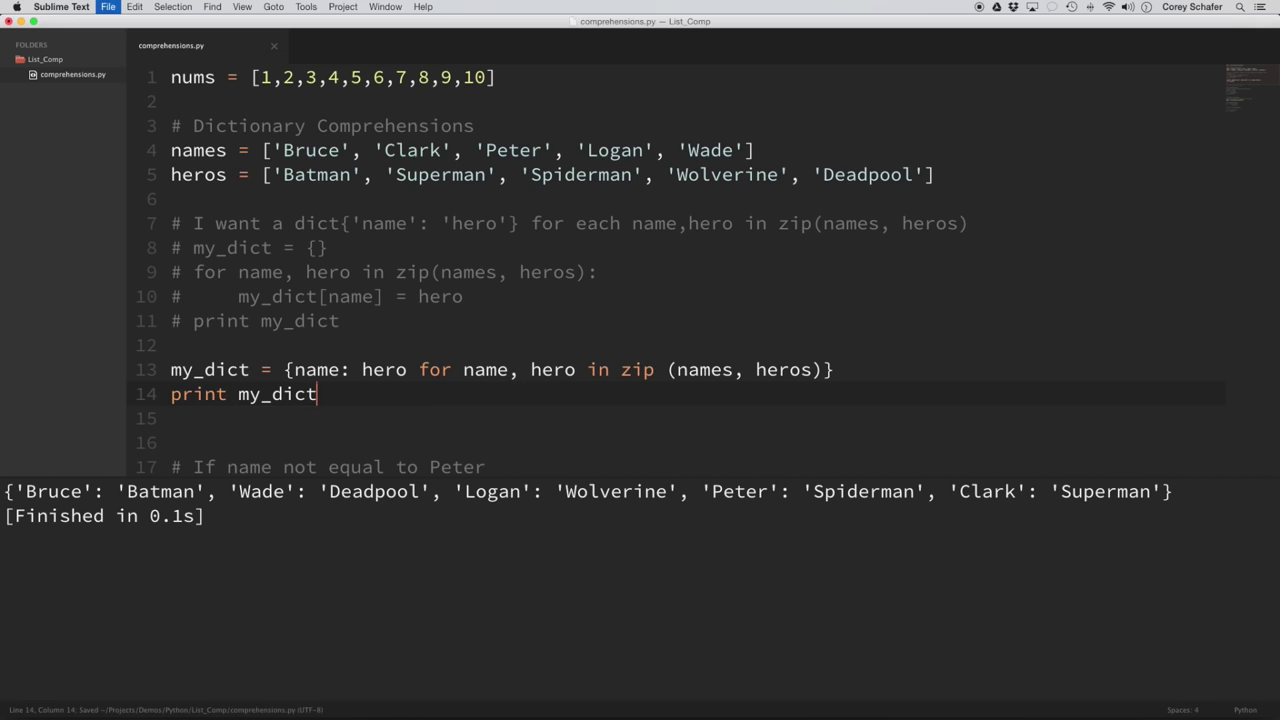 Sublime Text File Edit Selection Find View Goto Tools Project Window Help Corey Schafer
comprehensions.py — List_Comp
FOLDERS
List_Comp
comprehensions.py
comprehensions.py
1 nums = [1,2,3,4,5,6,7,8,9,10]
2
3 # Dictionary Comprehensions
4 names = ['Bruce', 'Clark', 'Peter', 'Logan', 'Wade']
5 heros = ['Batman', 'Superman', 'Spiderman', 'Wolverine', 'Deadpool']
6
7 # I want a dict{'name': 'hero'} for each name,hero in zip(names, heros)
8 # my_dict = {}
9 # for name, hero in zip(names, heros):
10 #     my_dict[name] = hero
11 # print my_dict
12
13 my_dict = {name: hero for name, hero in zip (names, heros)}
14 print my_dict
15
16
17 # If name not equal to Peter
{'Bruce': 'Batman', 'Wade': 'Deadpool', 'Logan': 'Wolverine', 'Peter': 'Spiderman', 'Clark': 'Superman'}
[Finished in 0.1s]
Line 14, Column 14: Saved ~/Projects/Demos/Python/List_Comp/comprehensions.py (UTF-8) Spaces: 4 Python